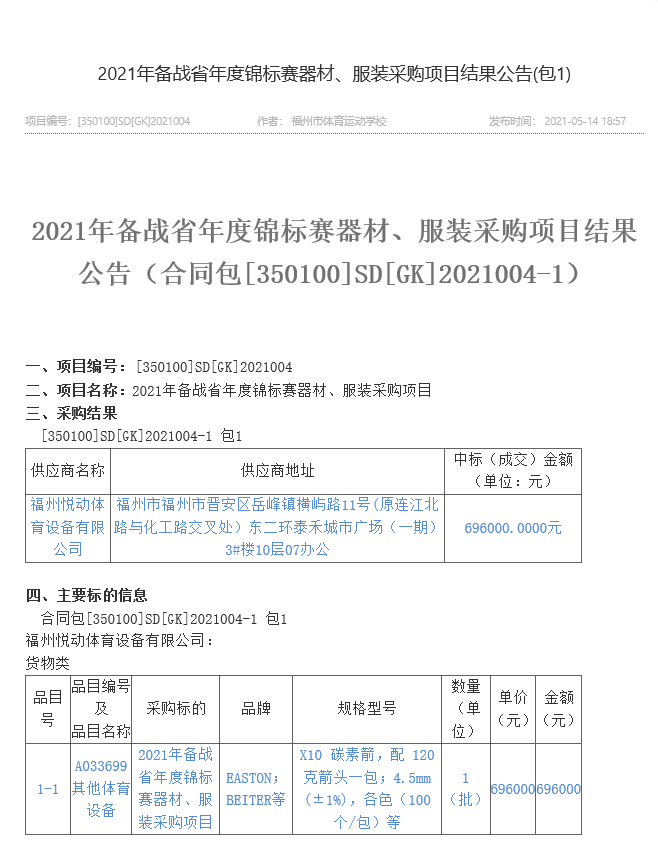 2021年备战省年度锦标赛器材、服装采购项目结果公告(包1)
项目编号: [350100]SD[GK]2021004 作者: 福州市体育运动学校 发布时间: 2021-05-14 18:57
2021年备战省年度锦标赛器材、服装采购项目结果
公告（合同包[350100]SD[GK]2021004-1）
一、项目编号：[350100]SD[GK]2021004
二、项目名称：2021年备战省年度锦标赛器材、服装采购项目
三、采购结果
[350100]SD[GK]2021004-1 包1
供应商名称 供应商地址 中标（成交）金额
（单位：元）
福州悦动体
育设备有限
公司
福州市福州市晋安区岳峰镇横屿路11号(原连江北
路与化工路交叉处）东二环泰禾城市广场（一期）
3#楼10层07办公
696000.0000元
四、主要标的信息
合同包[350100]SD[GK]2021004-1 包1
福州悦动体育设备有限公司：
货物类
品目
号
品目编号
及
品目名称
采购标的
品牌
规格型号
数量
（单
位）
单价
（元）
金额
（元）
1-1
A033699
其他体育
设备
2021年备战
省年度锦标
赛器材、服
装采购项目
EASTON；
BEITER等
X10 碳素箭，配 120
克箭头一包；4.5mm
(±1%)，各色（100
个/包）等
1
（批）
696000
696000